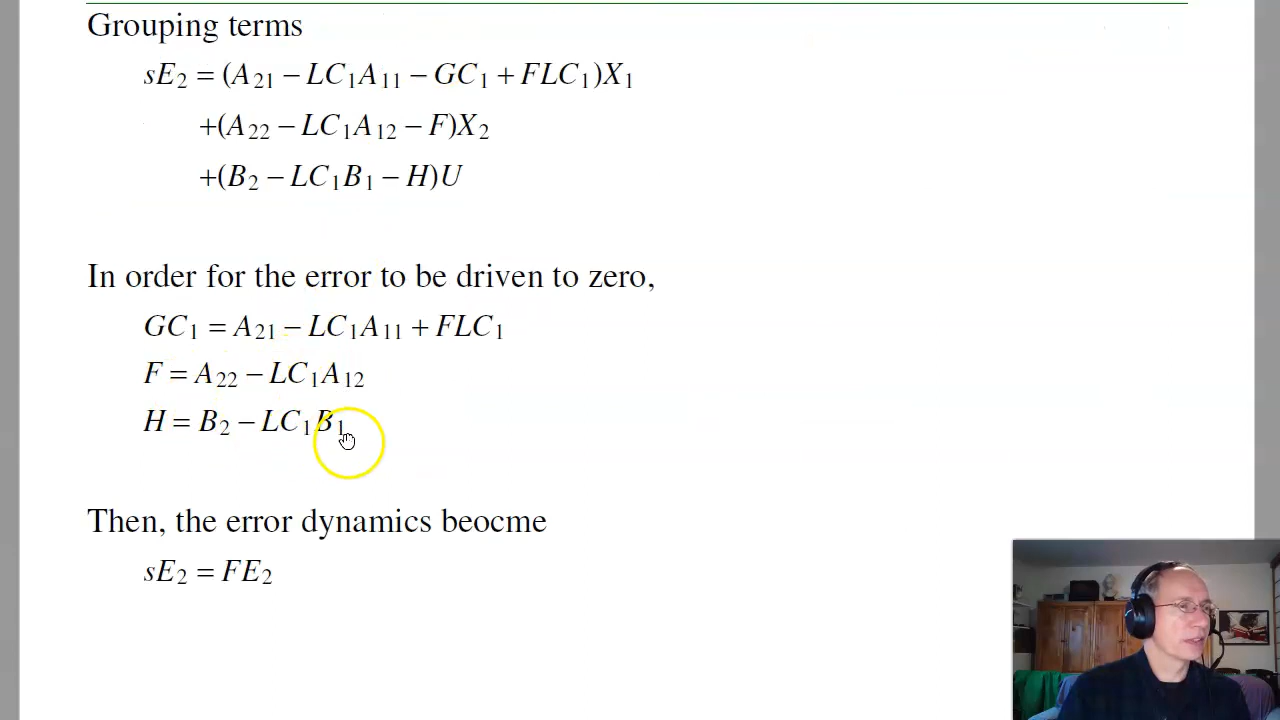 Grouping terms
sE₂ = (A₂₁ − LC₁A₁₁ − GC₁ + FLC₁)X₁
+(A₂₂ − LC₁A₁₂ − F)X₂
+(B₂ − LC₁B₁ − H)U
In order for the error to be driven to zero,
GC₁ = A₂₁ − LC₁A₁₁ + FLC₁
F = A₂₂ − LC₁A₁₂
H = B₂ − LC₁B₁
Then, the error dynamics beocme
sE₂ = FE₂